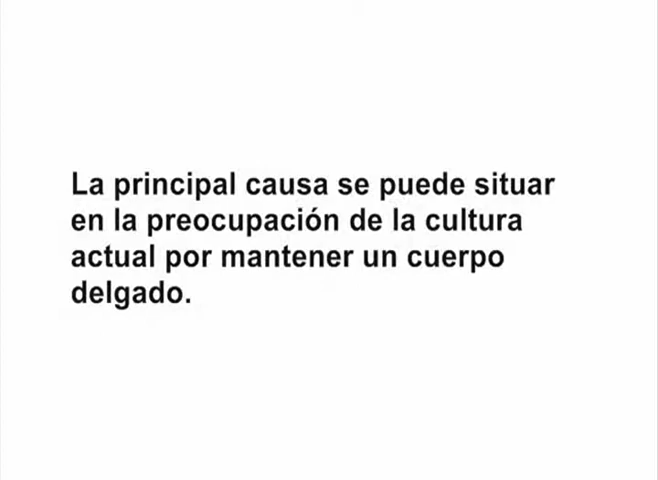 La principal causa se puede situar
en la preocupación de la cultura
actual por mantener un cuerpo
delgado.